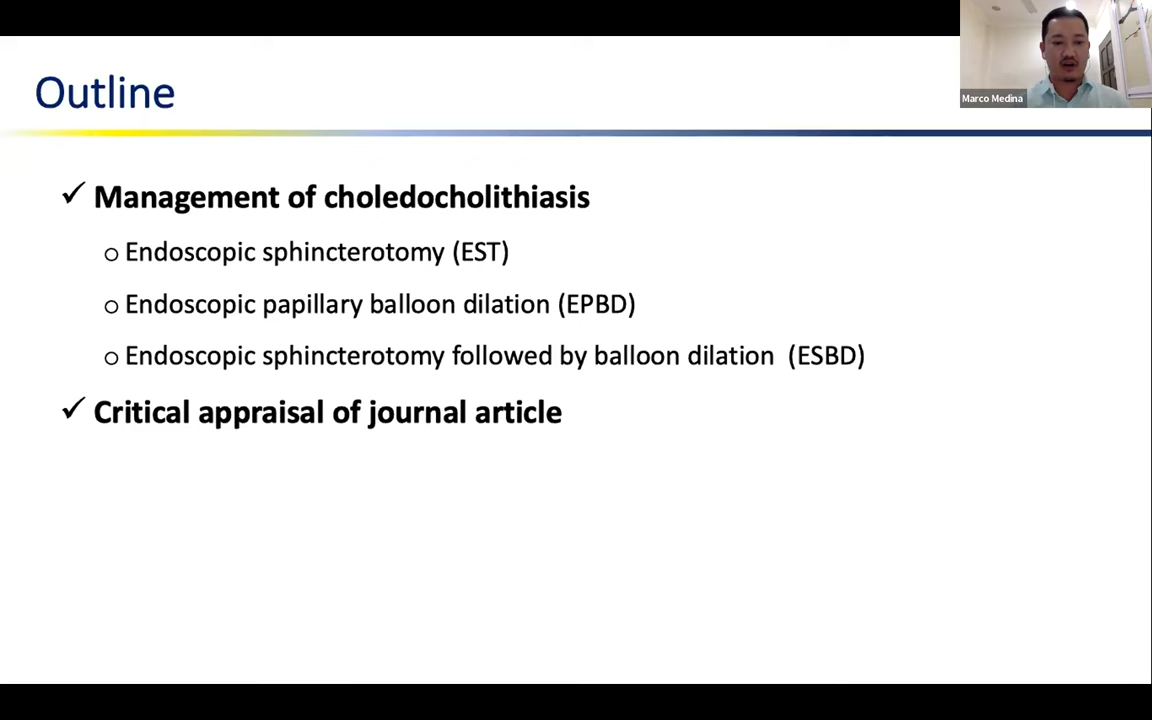 Outline
Marco Medina
✓ Management of choledocholithiasis
o Endoscopic sphincterotomy (EST)
o Endoscopic papillary balloon dilation (EPBD)
o Endoscopic sphincterotomy followed by balloon dilation (ESBD)
✓ Critical appraisal of journal article